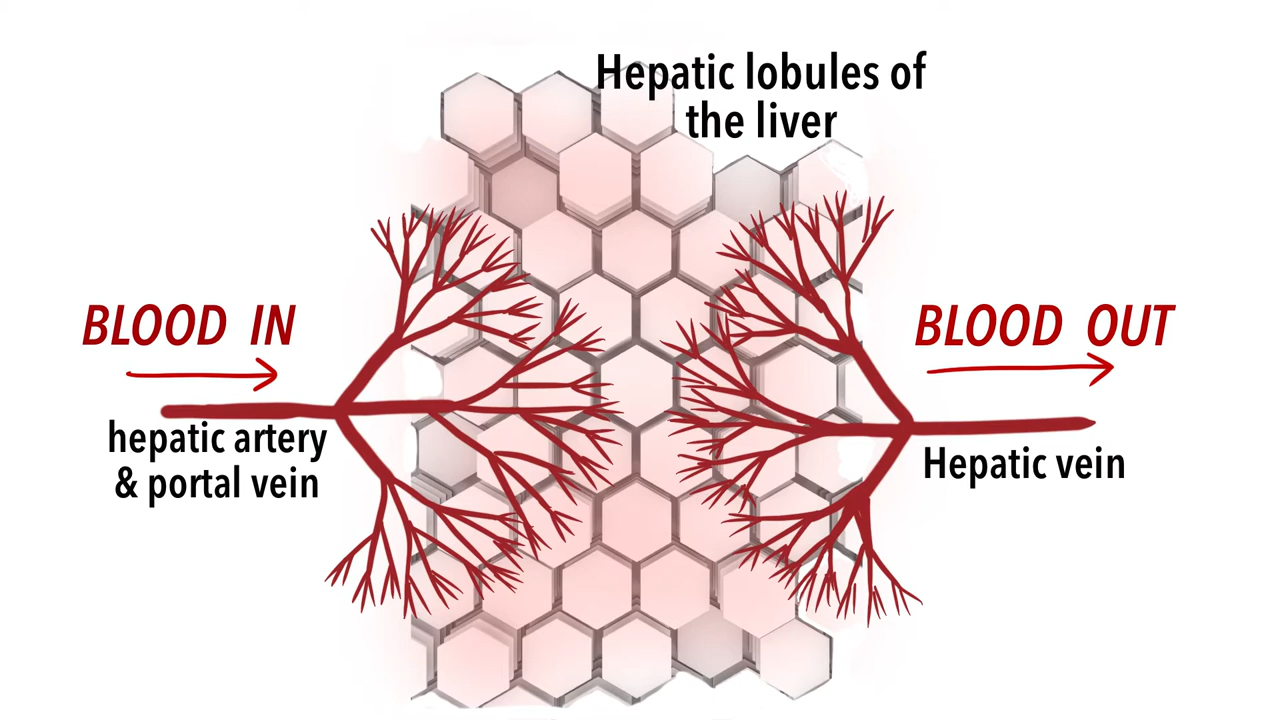 Hepatic lobules of
the liver
BLOOD IN
hepatic artery
& portal vein
BLOOD OUT
Hepatic vein